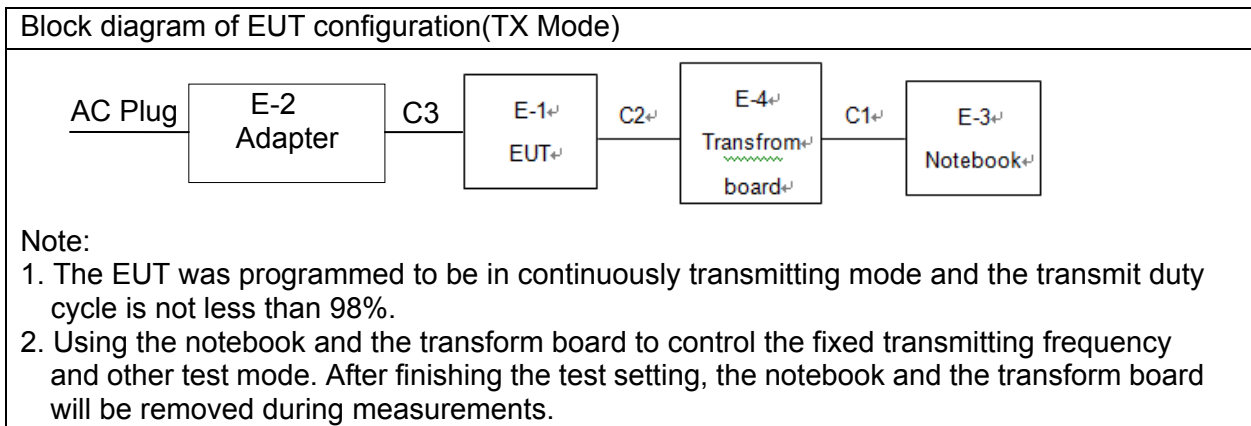 Block diagram of EUT configuration(TX Mode)
AC Plug
E-2
Adapter
C3
E-1↵
EUT↵
C2↵
E-4↵
Transfrom↵
board↵
C1↵
E-3↵
Notebook↵
Note:
1. The EUT was programmed to be in continuously transmitting mode and the transmit duty
cycle is not less than 98%.
2. Using the notebook and the transform board to control the fixed transmitting frequency
and other test mode. After finishing the test setting, the notebook and the transform board
will be removed during measurements.